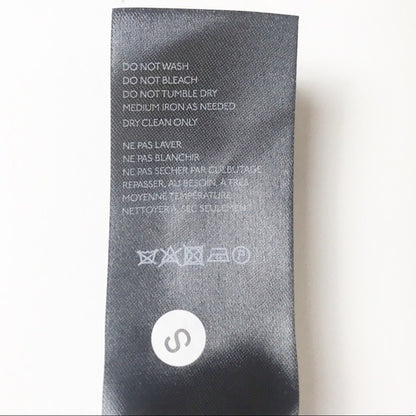 DO NOT WASH
DO NOT BLEACH
DO NOT TUMBLE DRY
MEDIUM IRON AS NEEDED
DRY CLEAN ONLY
NE PAS LAVER
NE PAS BLANCHIR
NE PAS SECHER PAR CULBUTAGE
REPASSER, AU BESOIN, À TRÈS
MOYENNE TEMPÉRATURE
NETTOYER À SEC SEULEMENT
P
S